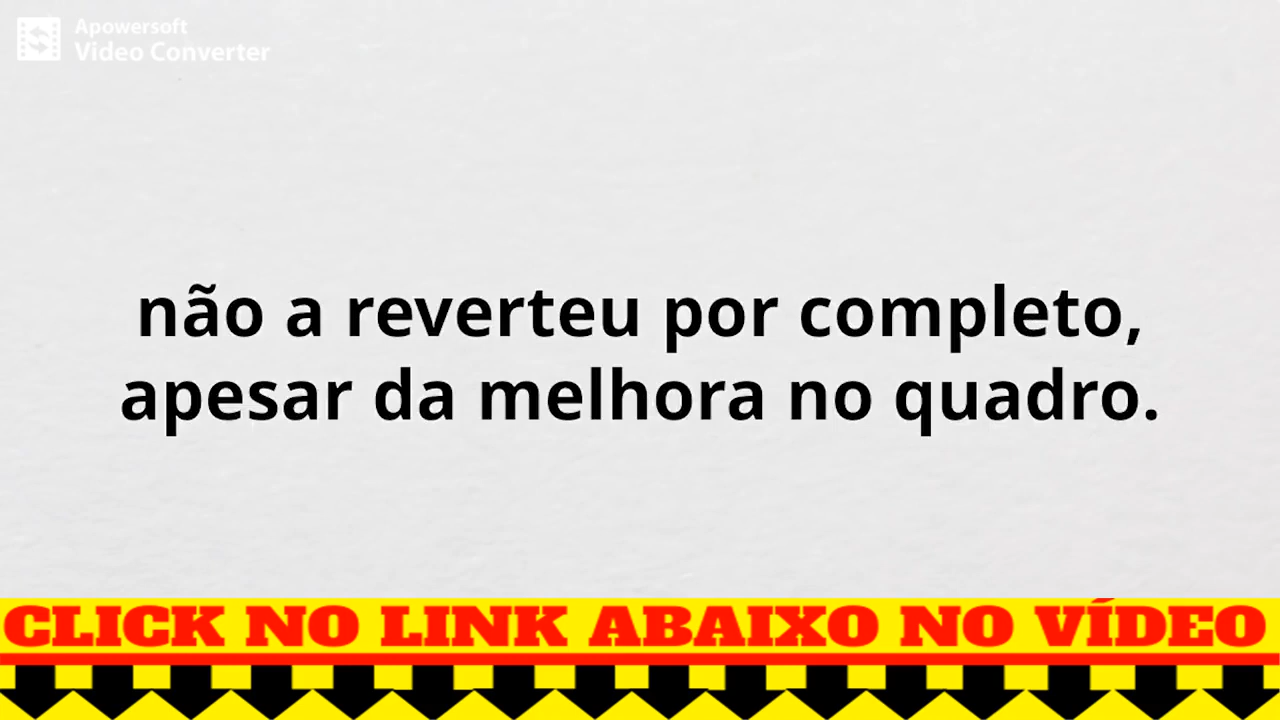 Apowersoft
Video Converter
não a reverteu por completo,
apesar da melhora no quadro.
CLICK NO LINK ABAIXO NO VÍDEO